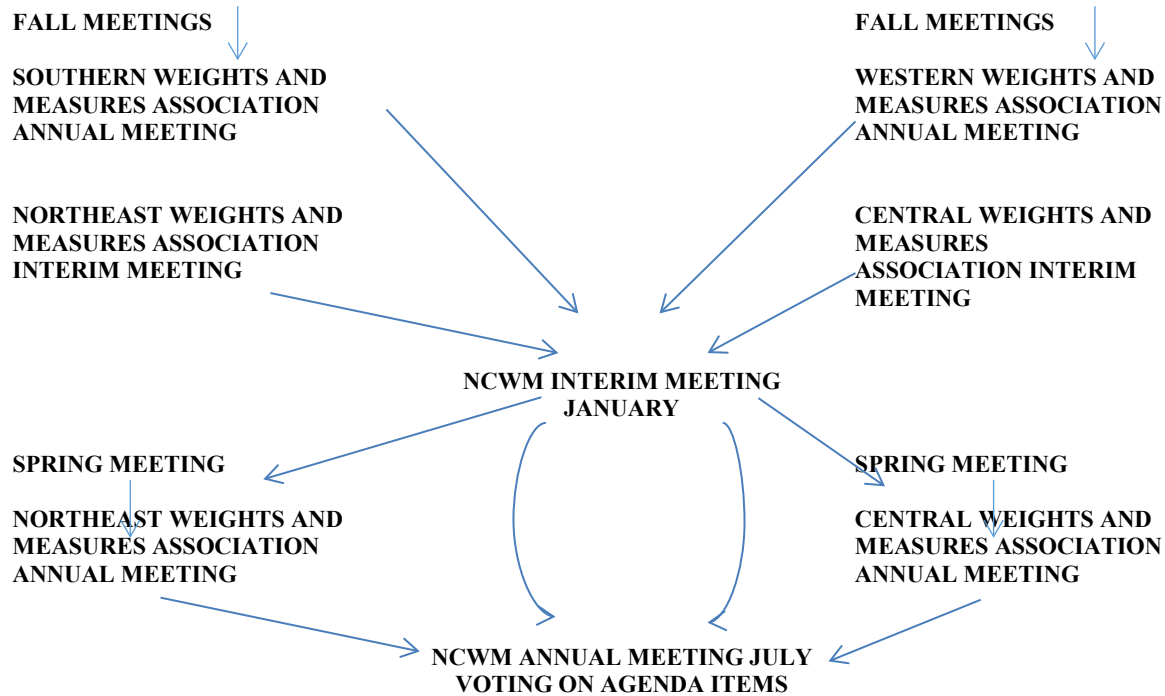 FALL MEETINGS
SOUTHERN WEIGHTS AND
MEASURES ASSOCIATION
ANNUAL MEETING
NORTHEAST WEIGHTS AND
MEASURES ASSOCIATION
INTERIM MEETING
FALL MEETINGS
WESTERN WEIGHTS AND
MEASURES ASSOCIATION
ANNUAL MEETING
CENTRAL WEIGHTS AND
MEASURES
ASSOCIATION INTERIM
MEETING
NCWM INTERIM MEETING
JANUARY
SPRING MEETING
NORTHEAST WEIGHTS AND
MEASURES ASSOCIATION
ANNUAL MEETING
SPRING MEETING
CENTRAL WEIGHTS AND
MEASURES ASSOCIATION
ANNUAL MEETING
NCWM ANNUAL MEETING JULY
VOTING ON AGENDA ITEMS